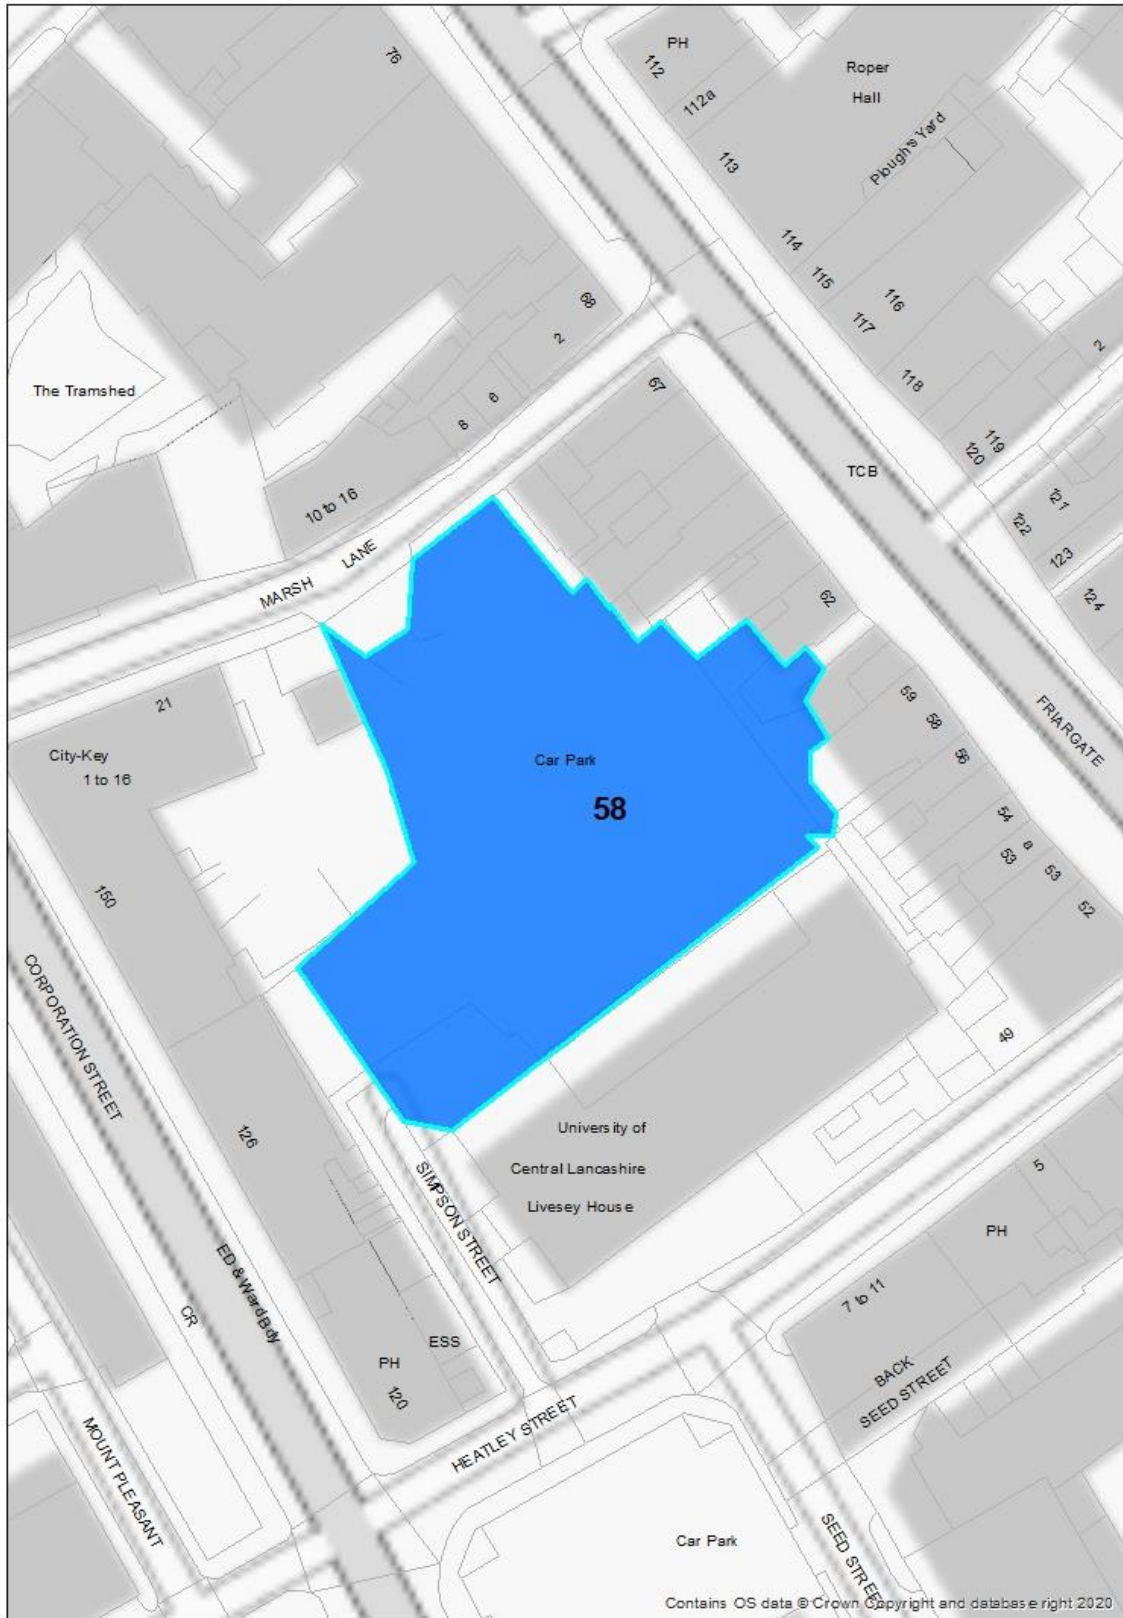 PH
76
112
Roper
Hall
112a
Plough's Yard
113
114
115
116
68
117
2
2
The Tramshed
67
118
6
8
119
120
TCB
121
10 to 16
122
LANE
123
MARSH
62
124
59
21
58
FRIARGATE
City-Key
1 to 16
Car Park
56
58
54
a
53
53
150
52
CORPORATION STREET
49
126
University of
Central Lancashire
Livesey House
SIMPSON STREET
5
PH
ED & Ward Bdy
7 to 11
CR
ESS
PH
BACK
SEED STREET
120
HEATLEY STREET
MOUNT PLEASANT
Car Park
SEED STREET
Contains OS data © Crown Copyright and database right 2020